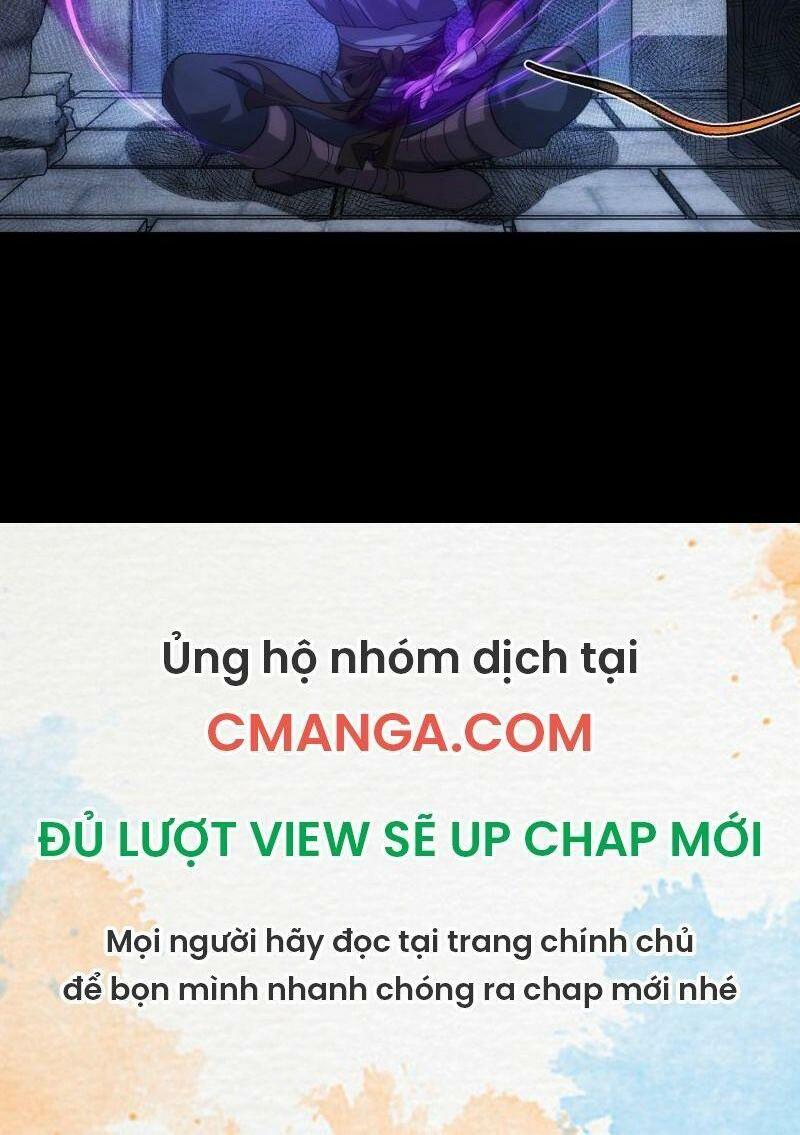 Ủng hộ nhóm dịch tại
CMANGA.COM
ĐỦ LƯỢT VIEW SẼ UP CHAP MỚI
Mọi người hãy đọc tại trang chính chủ
để bọn mình nhanh chóng ra chap mới nhé